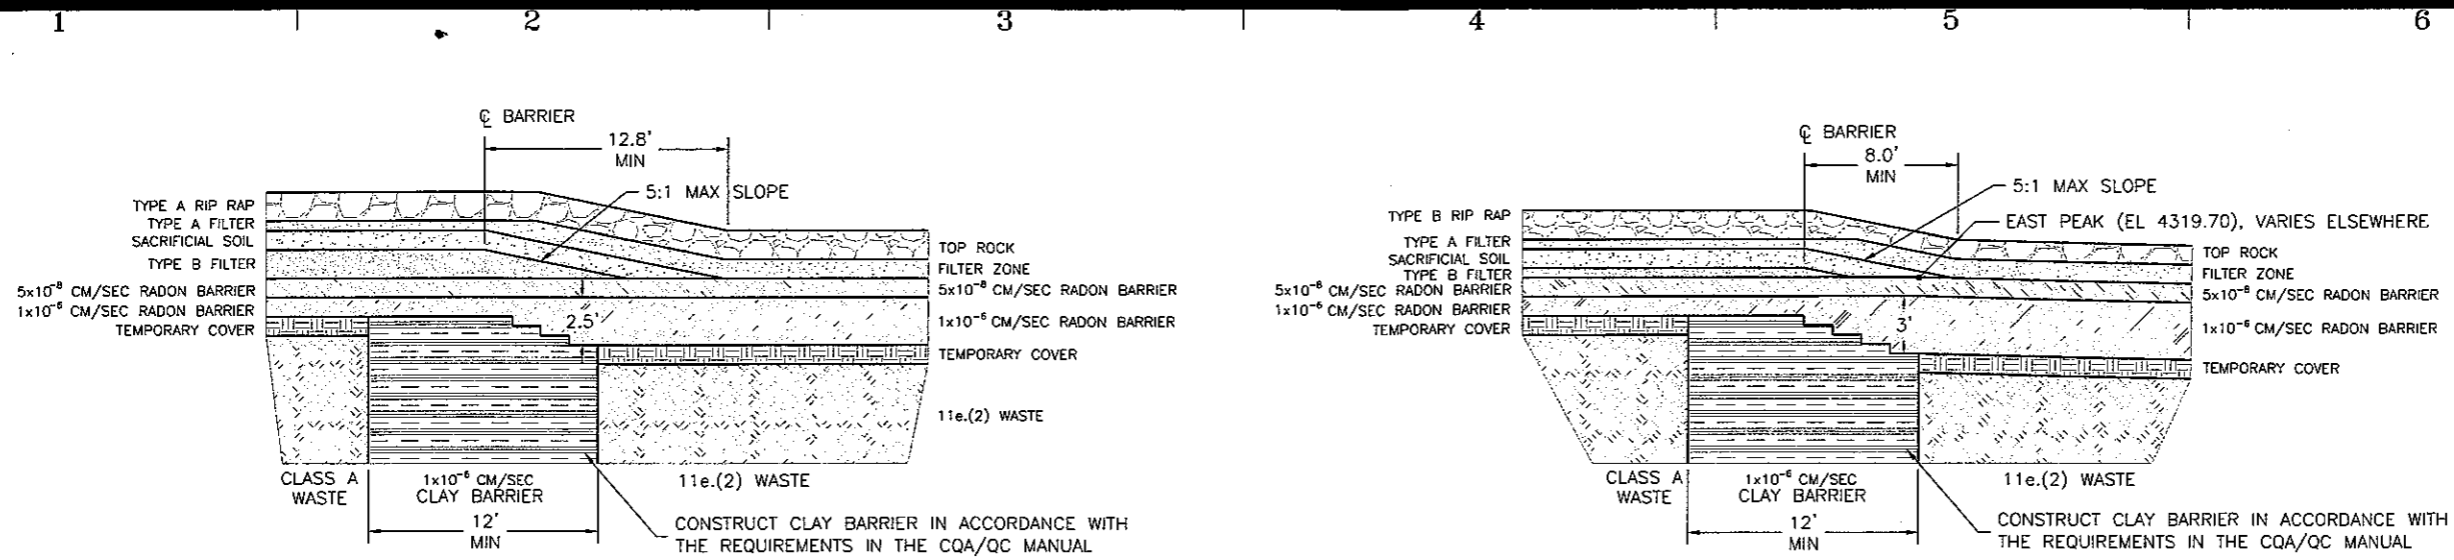 1 2 3 4 5 6
℄ BARRIER
12.8'
MIN
5:1 MAX SLOPE
TYPE A RIP RAP
TYPE A FILTER
SACRIFICIAL SOIL
TYPE B FILTER
5x10⁻⁸ CM/SEC RADON BARRIER
1x10⁻⁶ CM/SEC RADON BARRIER
TEMPORARY COVER
TOP ROCK
FILTER ZONE
5x10⁻⁸ CM/SEC RADON BARRIER
1x10⁻⁶ CM/SEC RADON BARRIER
TEMPORARY COVER
11e.(2) WASTE
2.5'
CLASS A
WASTE
1x10⁻⁶ CM/SEC
CLAY BARRIER
11e.(2) WASTE
12'
MIN
CONSTRUCT CLAY BARRIER IN ACCORDANCE WITH
THE REQUIREMENTS IN THE CQA/QC MANUAL
℄ BARRIER
8.0'
MIN
5:1 MAX SLOPE
EAST PEAK (EL 4319.70), VARIES ELSEWHERE
TYPE B RIP RAP
TYPE A FILTER
SACRIFICIAL SOIL
TYPE B FILTER
5x10⁻⁸ CM/SEC RADON BARRIER
1x10⁻⁶ CM/SEC RADON BARRIER
TEMPORARY COVER
TOP ROCK
FILTER ZONE
5x10⁻⁸ CM/SEC RADON BARRIER
1x10⁻⁶ CM/SEC RADON BARRIER
TEMPORARY COVER
3'
CLASS A
WASTE
1x10⁻⁶ CM/SEC
CLAY BARRIER
11e.(2) WASTE
12'
MIN
CONSTRUCT CLAY BARRIER IN ACCORDANCE WITH
THE REQUIREMENTS IN THE CQA/QC MANUAL